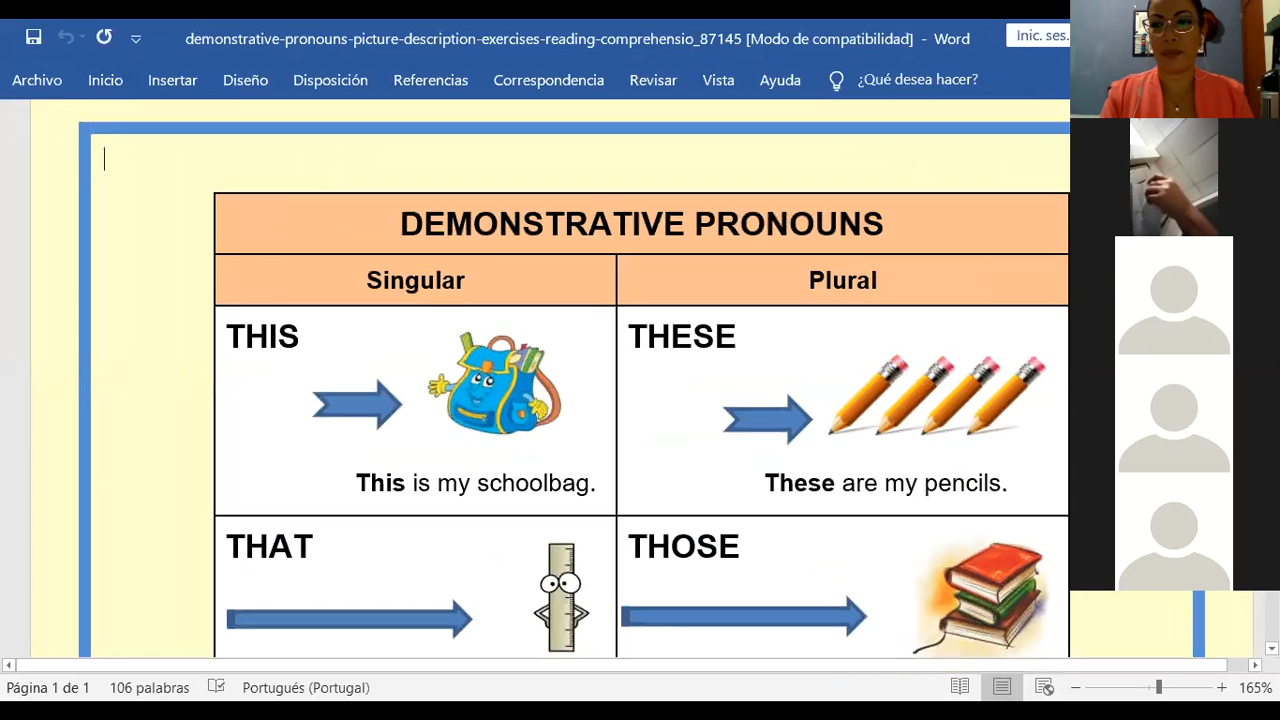 demonstrative-pronouns-picture-description-exercises-reading-comprehensio_87145 [Modo de compatibilidad] - Word
Inic. ses.
Archivo Inicio Insertar Diseño Disposición Referencias Correspondencia Revisar Vista Ayuda ¿Qué desea hacer?
DEMONSTRATIVE PRONOUNS
Singular Plural
THIS THESE
This is my schoolbag. These are my pencils.
THAT THOSE
Página 1 de 1 106 palabras Português (Portugal) 165%